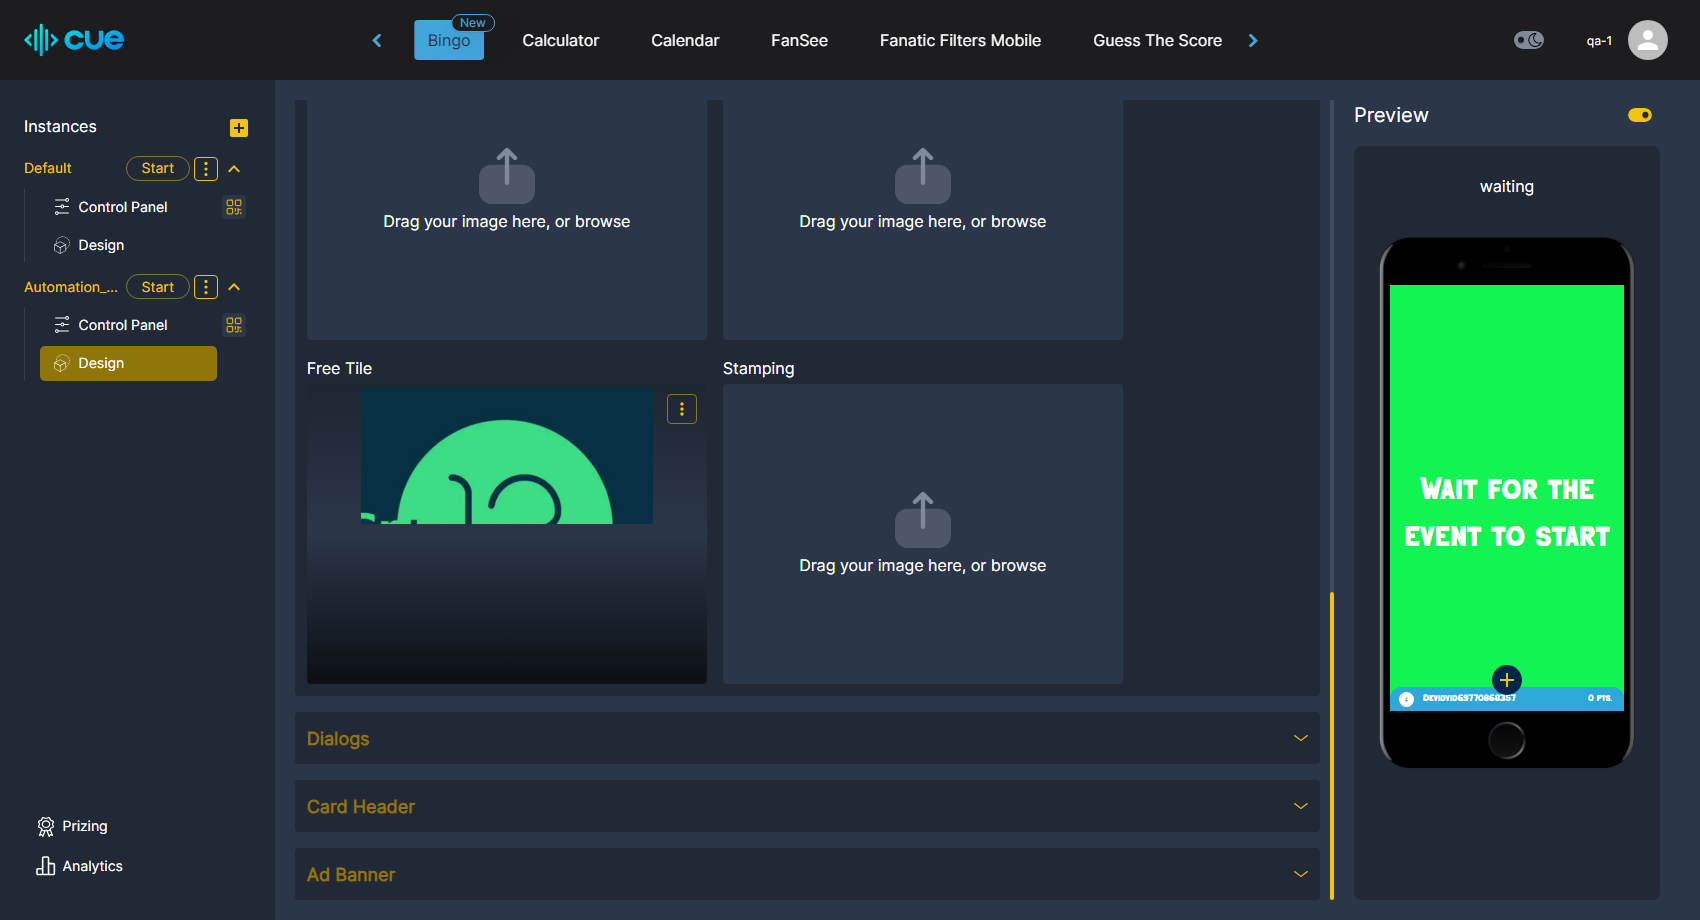 cue
Bingo
New
Calculator
Calendar
FanSee
Fanatic Filters Mobile
Guess The Score
qa-1
Instances
Default
Start
Control Panel
Design
Automation_...
Start
Control Panel
Design
Prizing
Analytics
Drag your image here, or browse
Drag your image here, or browse
Free Tile
Stamping
Drag your image here, or browse
Dialogs
Card Header
Ad Banner
Preview
waiting
Wait for the
event to start
Devidvid69770868357
0 pts.